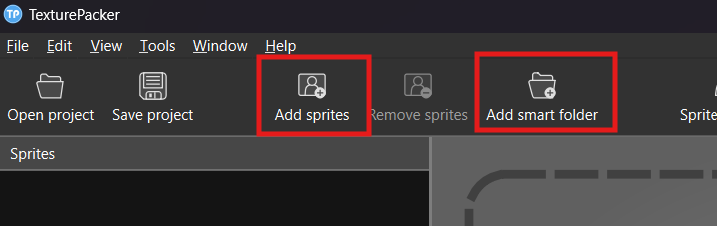 TP TexturePacker
File Edit View Tools Window Help
Open project Save project Add sprites Remove sprites Add smart folder
Sprites